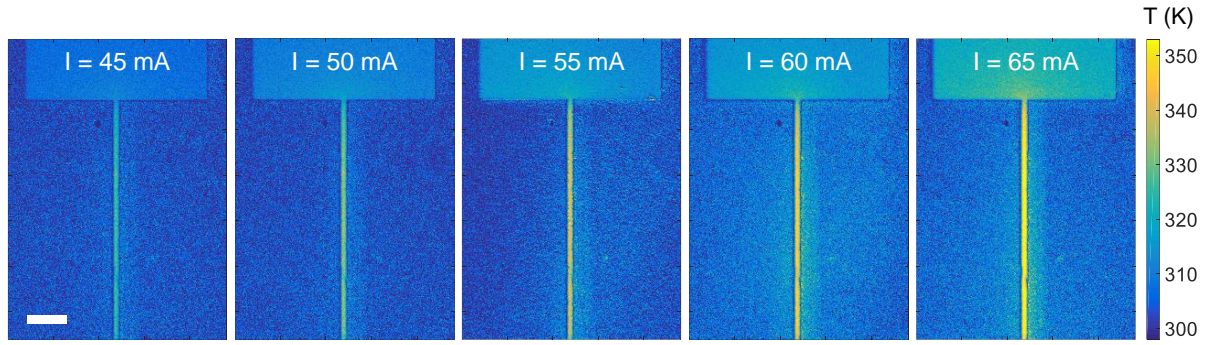 T (K)
I = 45 mA
I = 50 mA
I = 55 mA
I = 60 mA
I = 65 mA
350
340
330
320
310
300